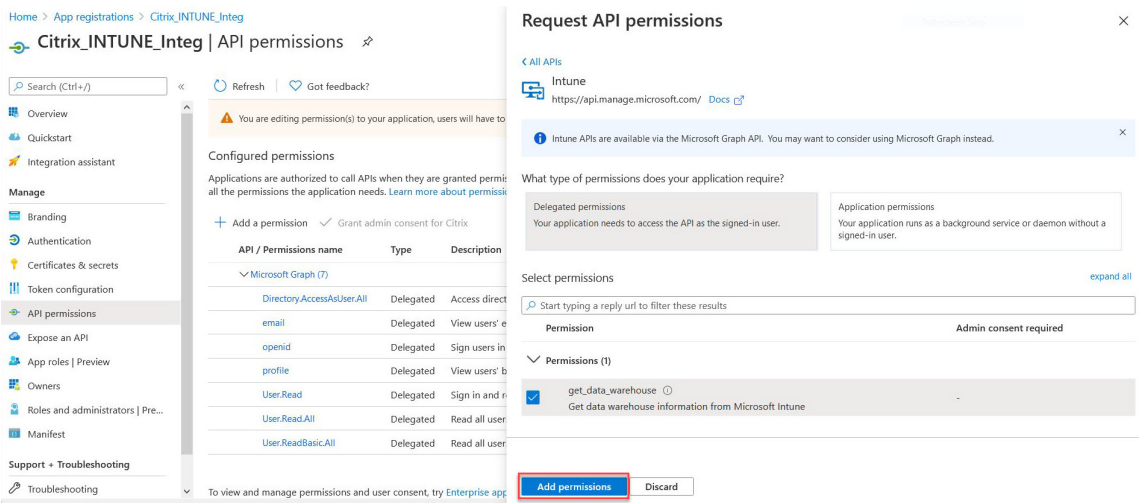 Home > App registrations > Citrix_INTUNE_Integ
Citrix_INTUNE_Integ | API permissions
Search (Ctrl+/)
Overview
Quickstart
Integration assistant
Manage
Branding
Authentication
Certificates & secrets
Token configuration
API permissions
Expose an API
App roles | Preview
Owners
Roles and administrators | Pre...
Manifest
Support + Troubleshooting
Troubleshooting
Refresh
Got feedback?
You are editing permission(s) to your application, users will have to
Configured permissions
Applications are authorized to call APIs when they are granted permis
all the permissions the application needs. Learn more about permissio
Add a permission
Grant admin consent for Citrix
API / Permissions name Type Description
Microsoft Graph (7)
Directory.AccessAsUser.All Delegated Access direct
email Delegated View users' e
openid Delegated Sign users in
profile Delegated View users' b
User.Read Delegated Sign in and r
User.Read.All Delegated Read all user
User.ReadBasic.All Delegated Read all user
To view and manage permissions and user consent, try Enterprise app
Request API permissions
All APIs
Intune
https://api.manage.microsoft.com/ Docs
Intune APIs are available via the Microsoft Graph API. You may want to consider using Microsoft Graph instead.
What type of permissions does your application require?
Delegated permissions
Your application needs to access the API as the signed-in user.
Application permissions
Your application runs as a background service or daemon without a
signed-in user.
Select permissions
expand all
Start typing a reply url to filter these results
Permission Admin consent required
Permissions (1)
get_data_warehouse
Get data warehouse information from Microsoft Intune
-
Add permissions
Discard